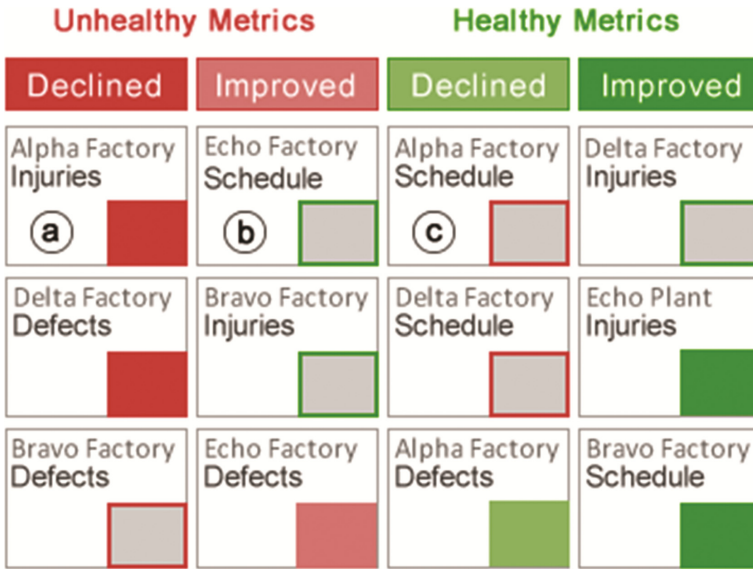 Unhealthy Metrics Healthy Metrics
Declined Improved Declined Improved
Alpha Factory Echo Factory Alpha Factory Delta Factory
Injuries Schedule Schedule Injuries
a b c
Delta Factory Bravo Factory Delta Factory Echo Plant
Defects Injuries Schedule Injuries
Bravo Factory Echo Factory Alpha Factory Bravo Factory
Defects Defects Defects Schedule